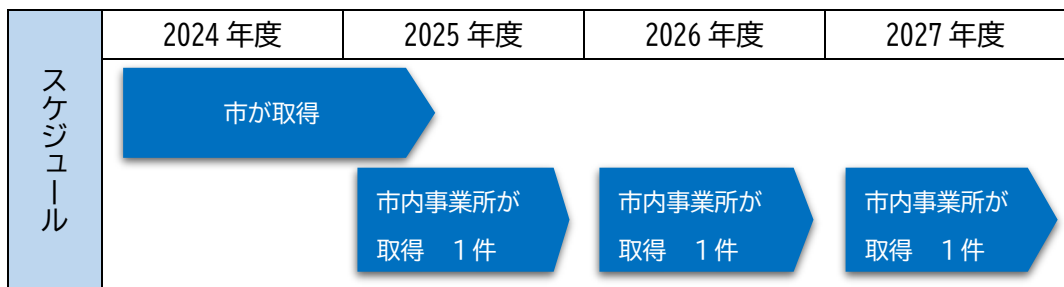 スケジュール
2024 年度
2025 年度
2026 年度
2027 年度
市が取得
市内事業所が
取得　１件
市内事業所が
取得　１件
市内事業所が
取得　１件